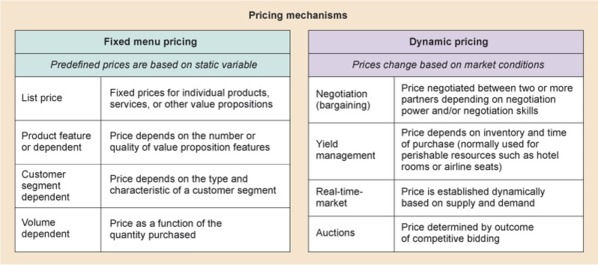 Pricing mechanisms
Fixed menu pricing
Predefined prices are based on static variable
List price
Fixed prices for individual products,
services, or other value propositions
Product feature
or dependent
Price depends on the number or
quality of value proposition features
Customer
segment
dependent
Price depends on the type and
characteristic of a customer segment
Volume
dependent
Price as a function of the
quantity purchased
Dynamic pricing
Prices change based on market conditions
Negotiation
(bargaining)
Price negotiated between two or more
partners depending on negotiation
power and/or negotiation skills
Yield
management
Price depends on inventory and time
of purchase (normally used for
perishable resources such as hotel
rooms or airline seats)
Real-time-
market
Price is established dynamically
based on supply and demand
Auctions
Price determined by outcome
of competitive bidding